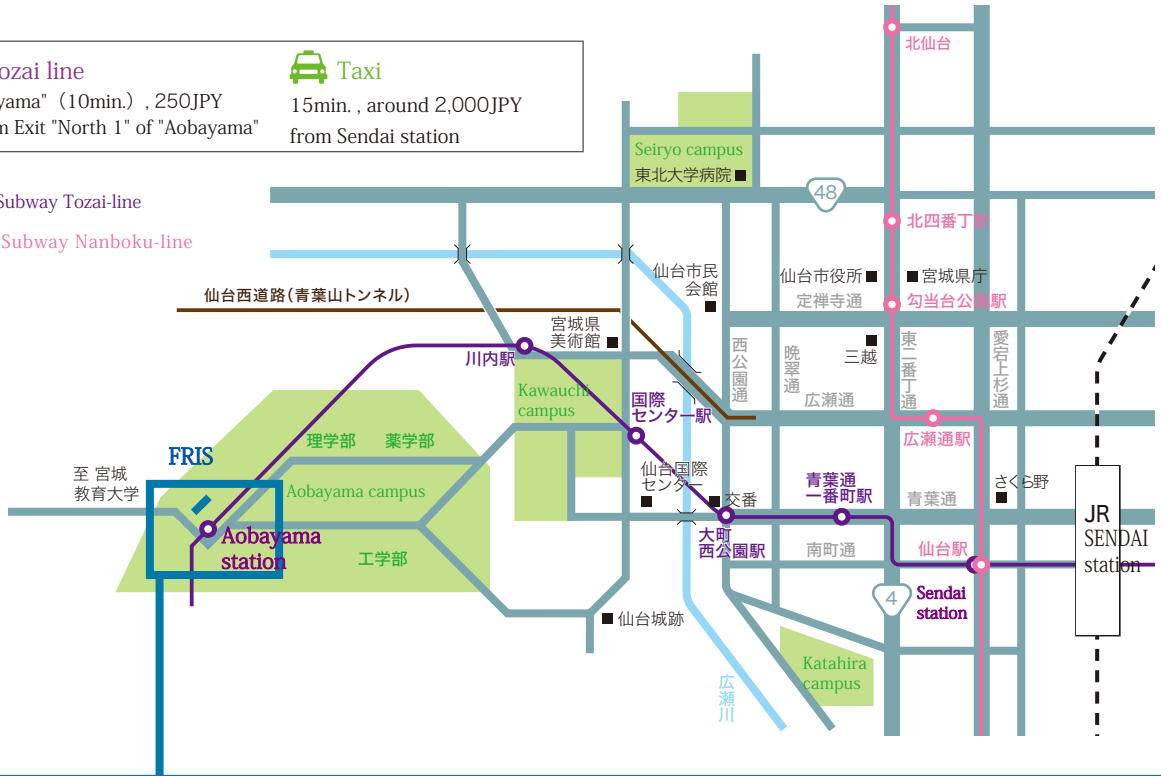 ozai line
yama"（10min.）, 250JPY
m Exit "North 1" of "Aobayama"
Taxi
15min. , around 2,000JPY
from Sendai station
Subway Tozai-line
Subway Nanboku-line
北仙台
Seiryo campus
東北大学病院
48
北四番丁駅
仙台市民
会館
仙台市役所
宮城県庁
定禅寺通
勾当台公園駅
仙台西道路（青葉山トンネル）
宮城県
美術館
川内駅
三越
西公園通
晩翠通
東二番丁通
愛宕上杉通
Kawauchi
campus
国際
センター駅
広瀬通
広瀬通駅
理学部
薬学部
FRIS
至 宮城
教育大学
Aobayama campus
仙台国際
センター
交番
青葉通
一番町駅
青葉通
さくら野
Aobayama
station
工学部
大町
西公園駅
南町通
仙台駅
JR
SENDAI
station
4
Sendai
station
仙台城跡
Katahira
campus
広瀬川